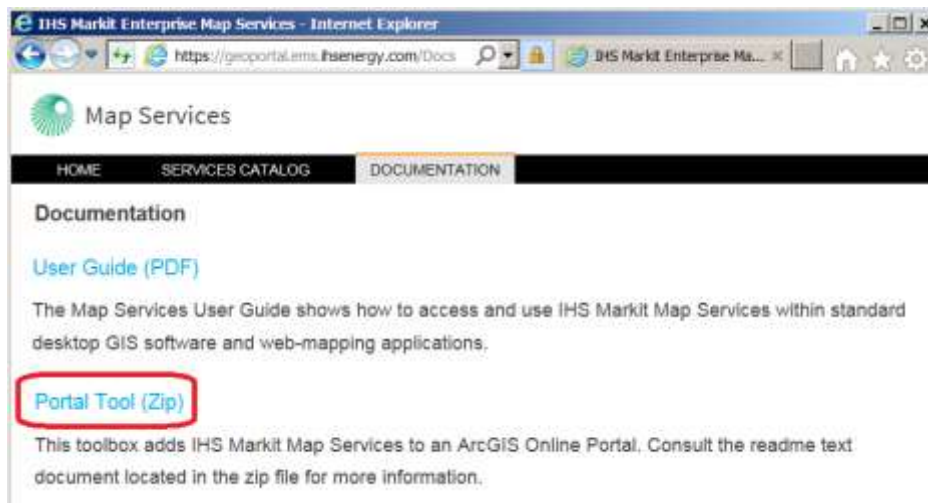 IHS Markit Enterprise Map Services - Internet Explorer
https://geoportal.ems.ihsenergy.com/Docs
IHS Markit Enterprise Ma...
Map Services
HOME SERVICES CATALOG DOCUMENTATION
Documentation
User Guide (PDF)
The Map Services User Guide shows how to access and use IHS Markit Map Services within standard
desktop GIS software and web-mapping applications.
Portal Tool (Zip)
This toolbox adds IHS Markit Map Services to an ArcGIS Online Portal. Consult the readme text
document located in the zip file for more information.